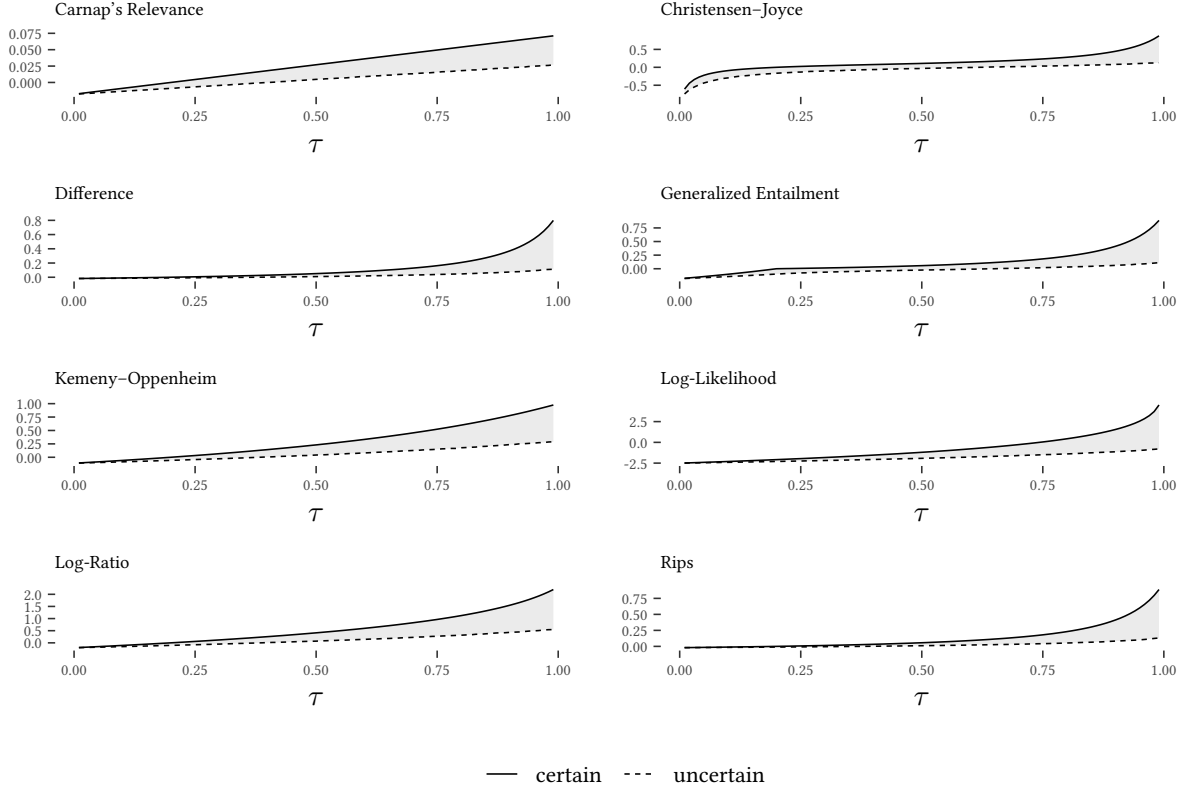 Carnap's Relevance
0.075
0.050
0.025
0.000
0.00 0.25 0.50 0.75 1.00
τ
Christensen–Joyce
0.5
0.0
-0.5
0.00 0.25 0.50 0.75 1.00
τ
Difference
0.8
0.6
0.4
0.2
0.0
0.00 0.25 0.50 0.75 1.00
τ
Generalized Entailment
0.75
0.50
0.25
0.00
0.00 0.25 0.50 0.75 1.00
τ
Kemeny–Oppenheim
1.00
0.75
0.50
0.25
0.00
0.00 0.25 0.50 0.75 1.00
τ
Log-Likelihood
2.5
0.0
-2.5
0.00 0.25 0.50 0.75 1.00
τ
Log-Ratio
2.0
1.5
1.0
0.5
0.0
0.00 0.25 0.50 0.75 1.00
τ
Rips
0.75
0.50
0.25
0.00
0.00 0.25 0.50 0.75 1.00
τ
certain uncertain